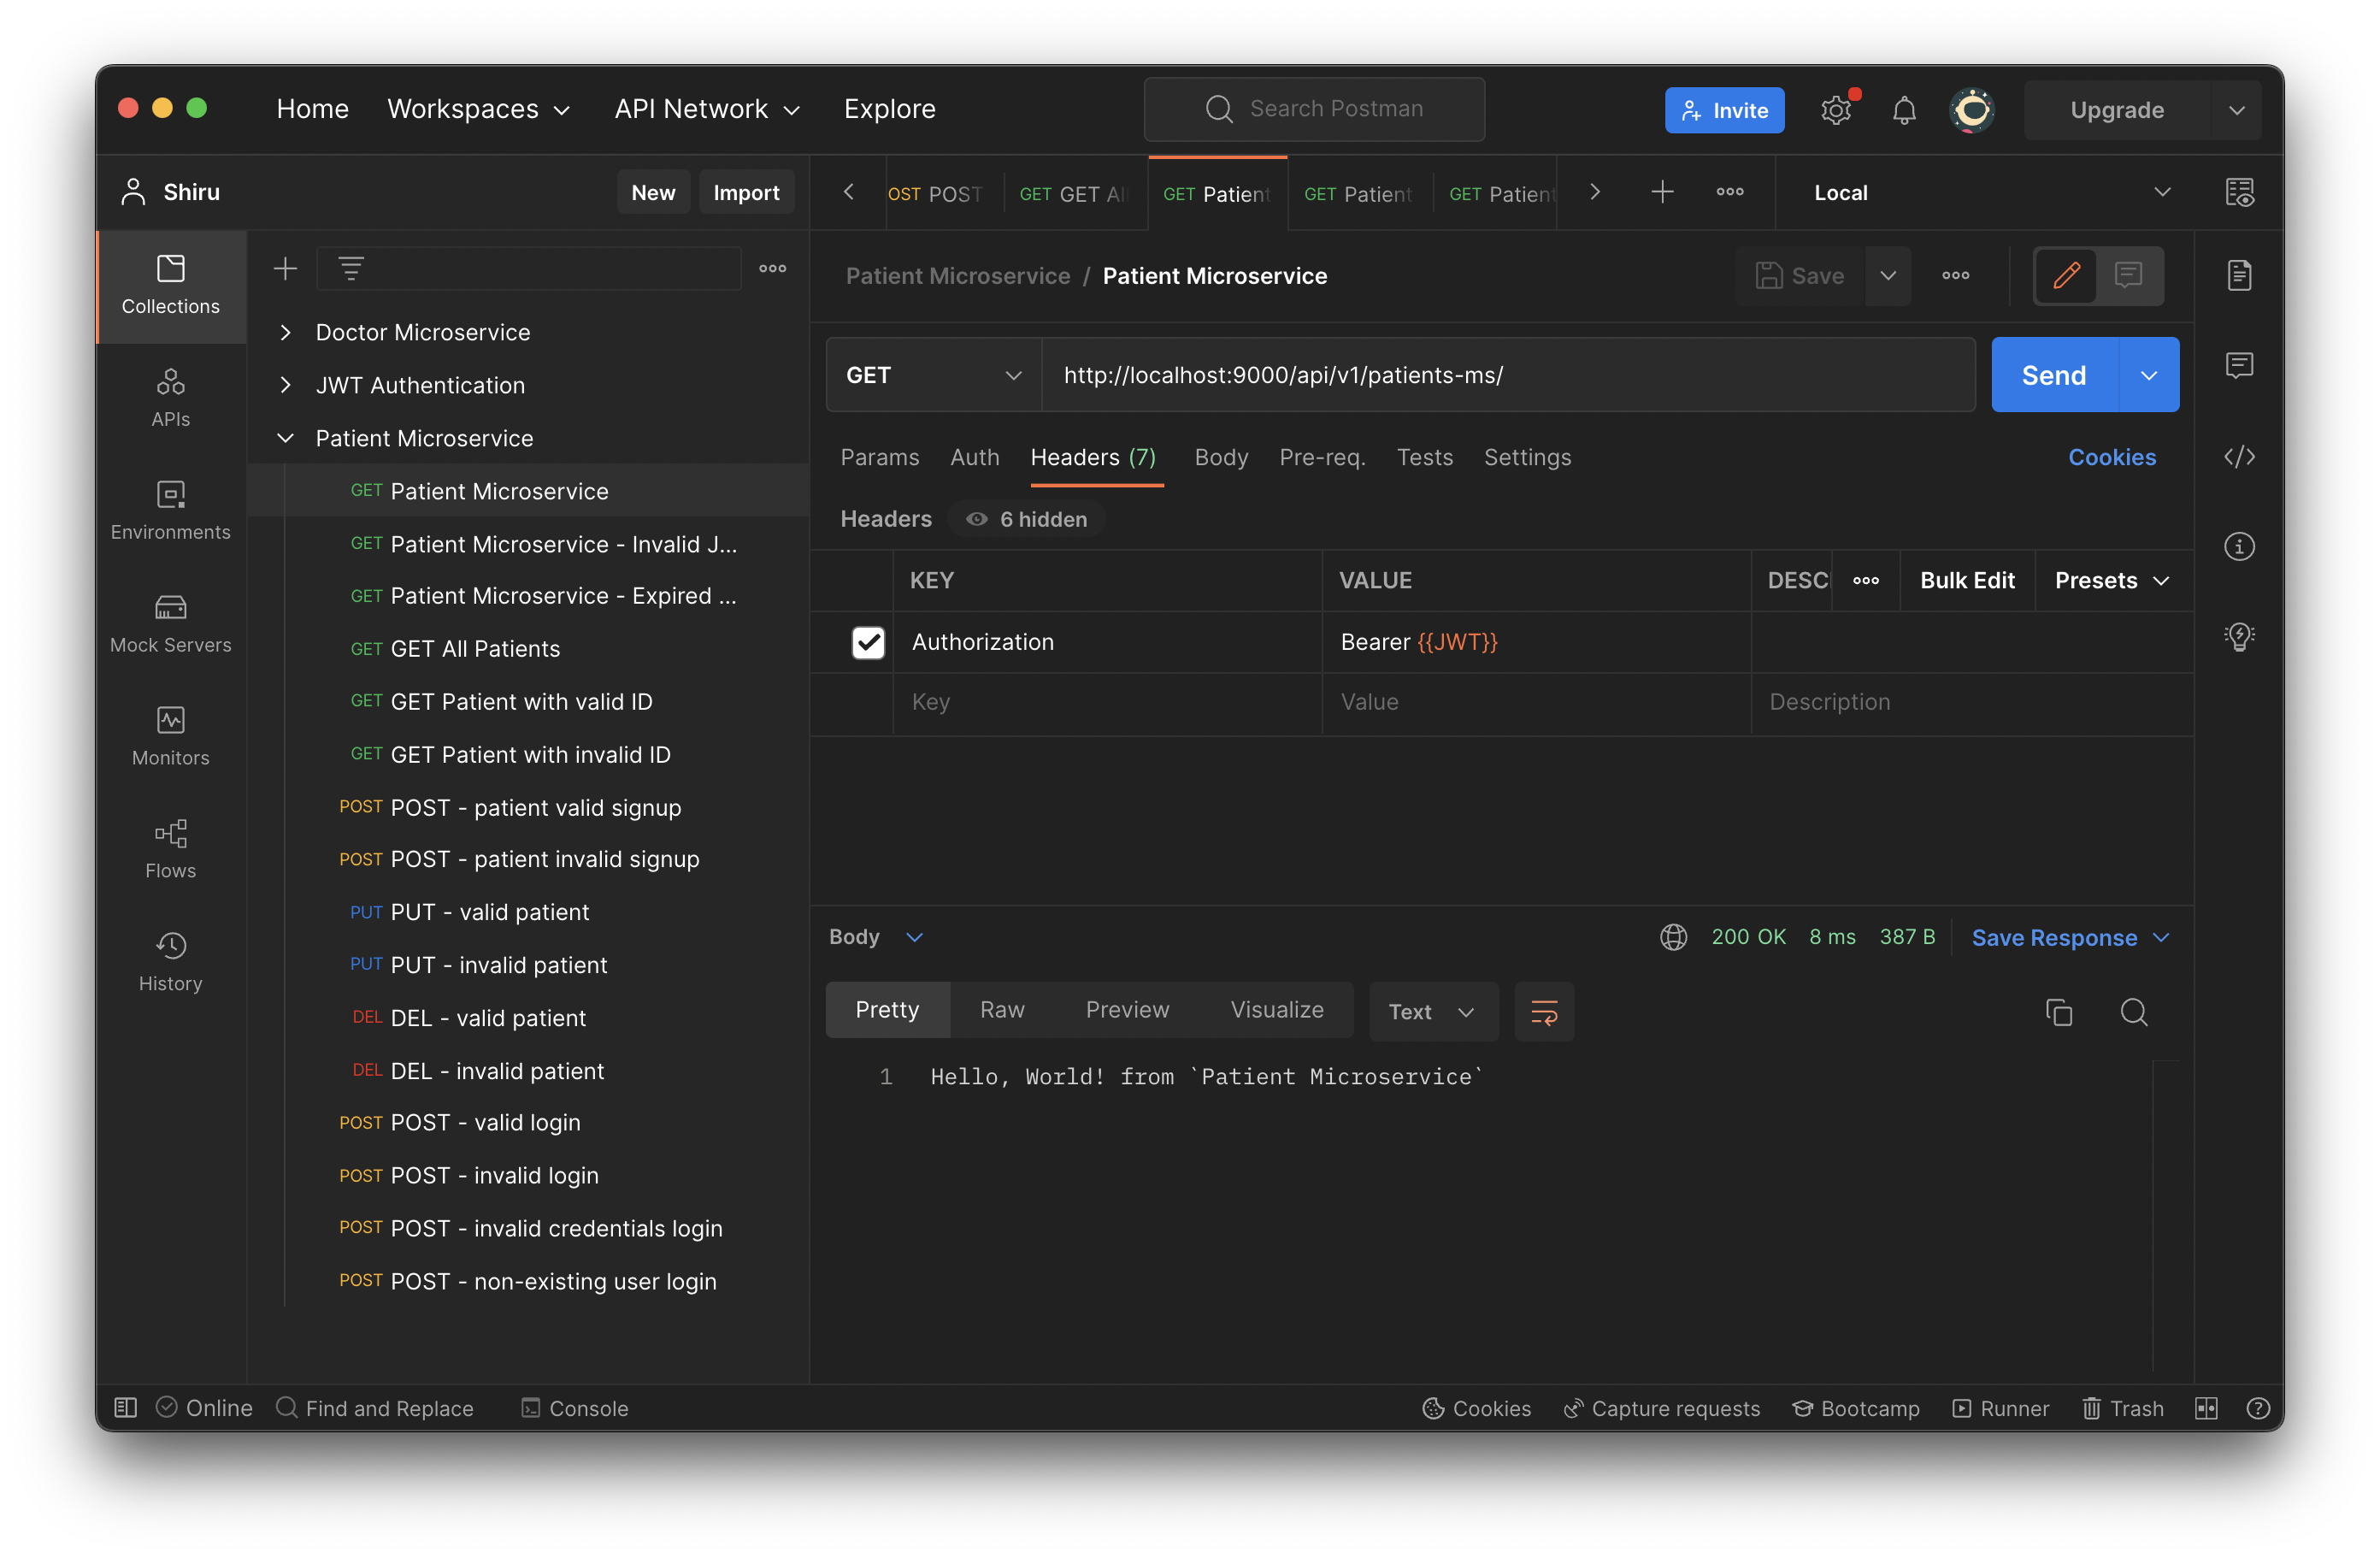 Home Workspaces API Network Explore Search Postman Invite Upgrade
Shiru New Import
OST POST GET GET Al GET Patient GET Patient GET Patient Local
Collections
APIs
Environments
Mock Servers
Monitors
Flows
History
Doctor Microservice
JWT Authentication
Patient Microservice
GET Patient Microservice
GET Patient Microservice - Invalid J...
GET Patient Microservice - Expired ...
GET GET All Patients
GET GET Patient with valid ID
GET GET Patient with invalid ID
POST POST - patient valid signup
POST POST - patient invalid signup
PUT PUT - valid patient
PUT PUT - invalid patient
DEL DEL - valid patient
DEL DEL - invalid patient
POST POST - valid login
POST POST - invalid login
POST POST - invalid credentials login
POST POST - non-existing user login
Patient Microservice / Patient Microservice Save
GET http://localhost:9000/api/v1/patients-ms/ Send
Params Auth Headers (7) Body Pre-req. Tests Settings Cookies
Headers 6 hidden
KEY VALUE DESC Bulk Edit Presets
Authorization Bearer {{JWT}}
Key Value Description
Body 200 OK 8 ms 387 B Save Response
Pretty Raw Preview Visualize Text
1 Hello, World! from `Patient Microservice`
Online Find and Replace Console Cookies Capture requests Bootcamp Runner Trash